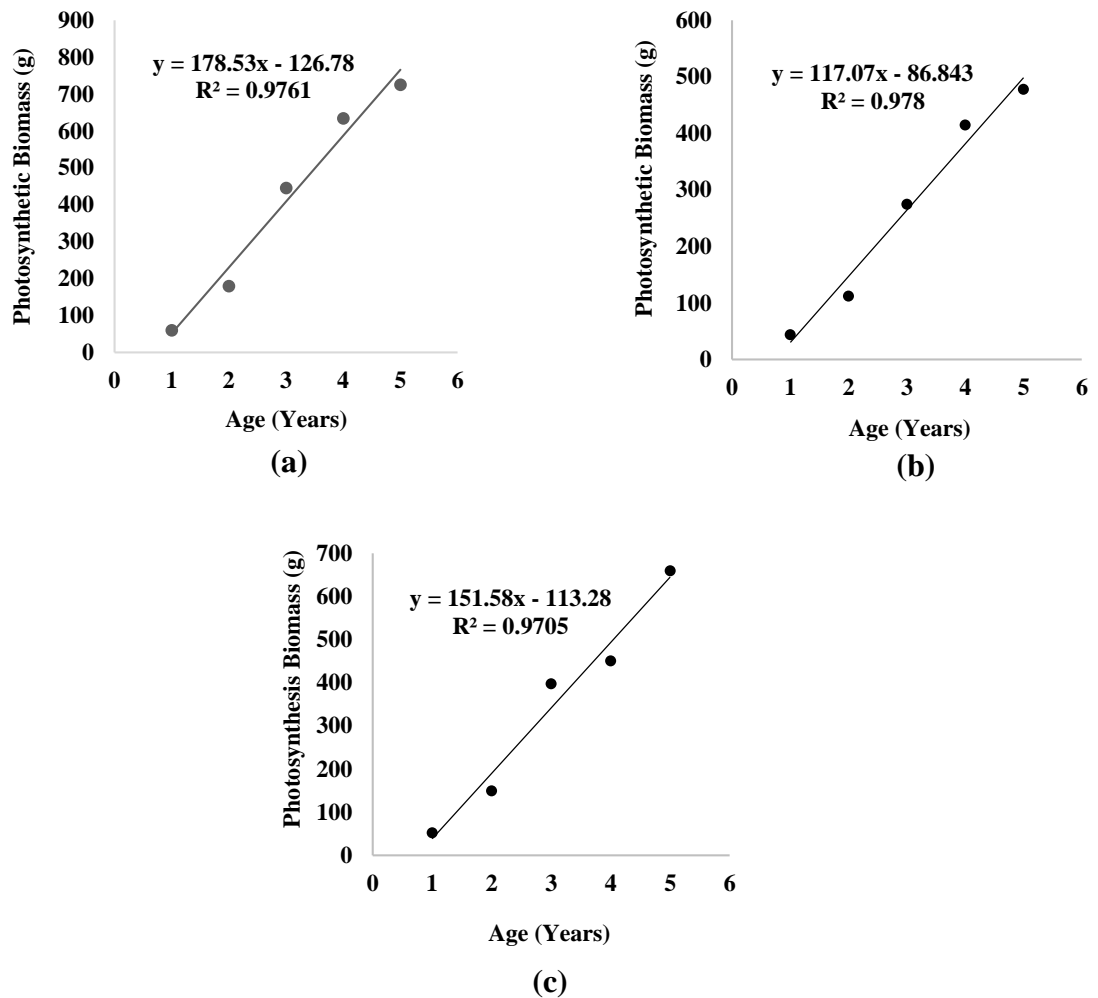 900
800
700
600
500
400
300
200
100
0
Photosynthetic Biomass (g)
y = 178.53x - 126.78
R² = 0.9761
0 1 2 3 4 5 6
Age (Years)
(a)
600
500
400
300
200
100
0
Photosynthetic Biomass (g)
y = 117.07x - 86.843
R² = 0.978
0 1 2 3 4 5 6
Age (Years)
(b)
700
600
500
400
300
200
100
0
Photosynthesis Biomass (g)
y = 151.58x - 113.28
R² = 0.9705
0 1 2 3 4 5 6
Age (Years)
(c)